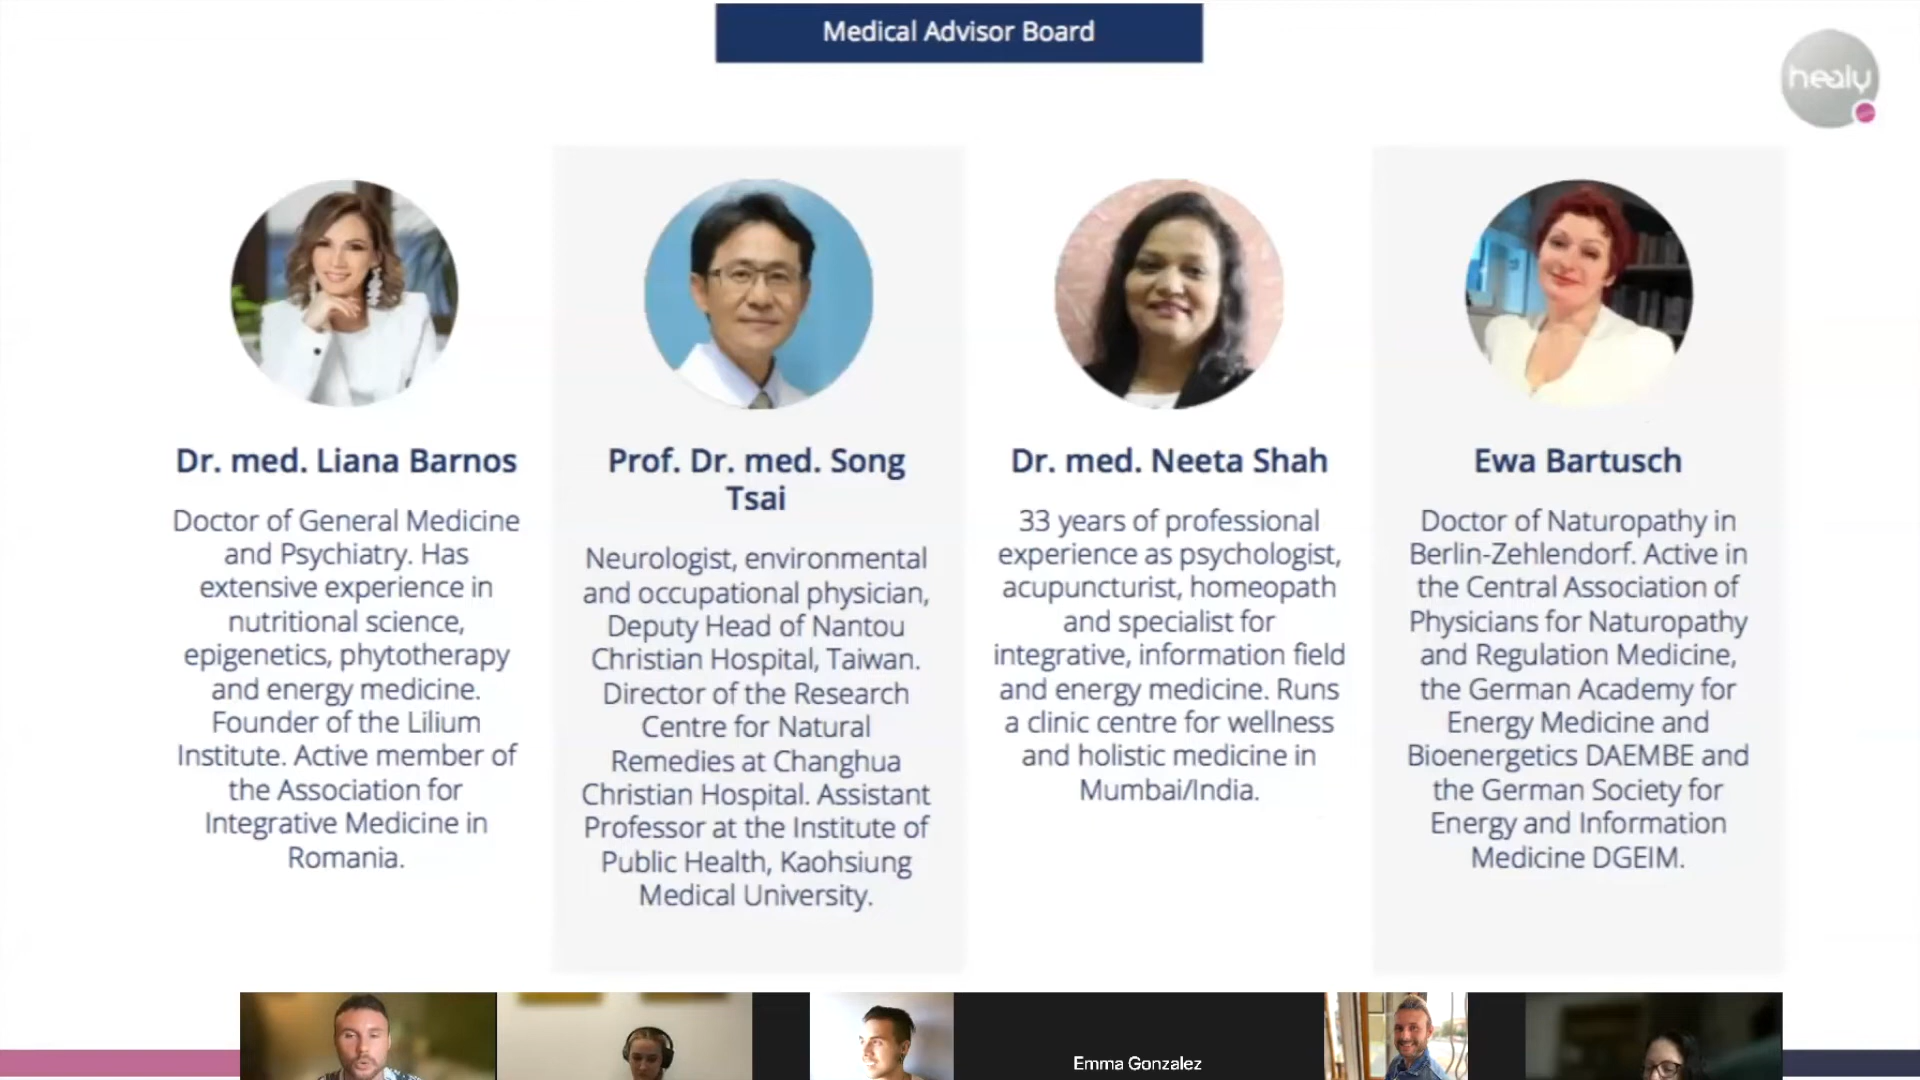 Medical Advisor Board
healy
Dr. med. Liana Barnos
Doctor of General Medicine
and Psychiatry. Has
extensive experience in
nutritional science,
epigenetics, phytotherapy
and energy medicine.
Founder of the Lilium
Institute. Active member of
the Association for
Integrative Medicine in
Romania.
Prof. Dr. med. Song
Tsai
Neurologist, environmental
and occupational physician,
Deputy Head of Nantou
Christian Hospital, Taiwan.
Director of the Research
Centre for Natural
Remedies at Changhua
Christian Hospital. Assistant
Professor at the Institute of
Public Health, Kaohsiung
Medical University.
Dr. med. Neeta Shah
33 years of professional
experience as psychologist,
acupuncturist, homeopath
and specialist for
integrative, information field
and energy medicine. Runs
a clinic centre for wellness
and holistic medicine in
Mumbai/India.
Ewa Bartusch
Doctor of Naturopathy in
Berlin-Zehlendorf. Active in
the Central Association of
Physicians for Naturopathy
and Regulation Medicine,
the German Academy for
Energy Medicine and
Bioenergetics DAEMBE and
the German Society for
Energy and Information
Medicine DGEIM.
Emma Gonzalez